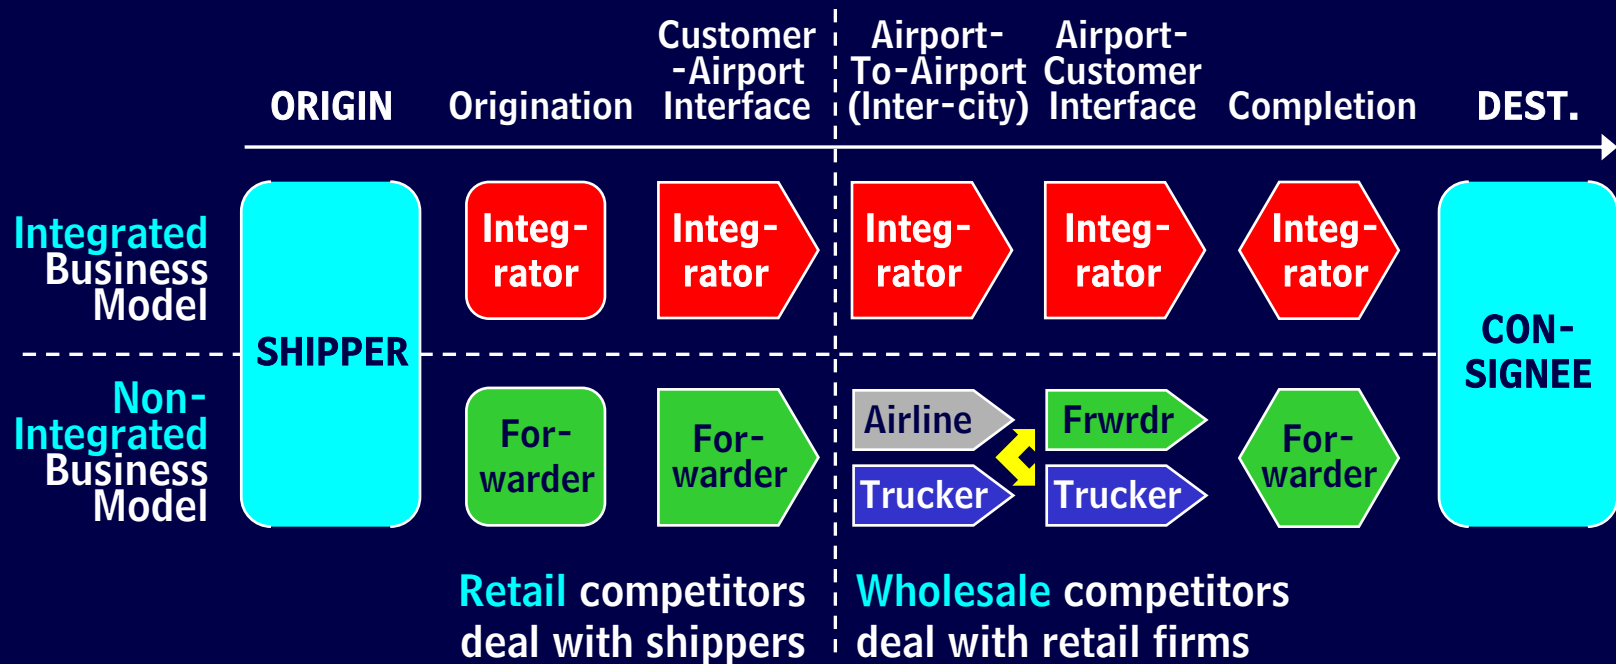 ORIGIN
Origination
Customer
-Airport
Interface
Airport-
To-Airport
(Inter-city)
Airport-
Customer
Interface
Completion
DEST.
Integrated
Business
Model
SHIPPER
Integ-
rator
Integ-
rator
Integ-
rator
Integ-
rator
Integ-
rator
CON-
SIGNEE
Non-
Integrated
Business
Model
For-
warder
For-
warder
Airline
Trucker
Frwrdr
Trucker
For-
warder
Retail competitors
deal with shippers
Wholesale competitors
deal with retail firms